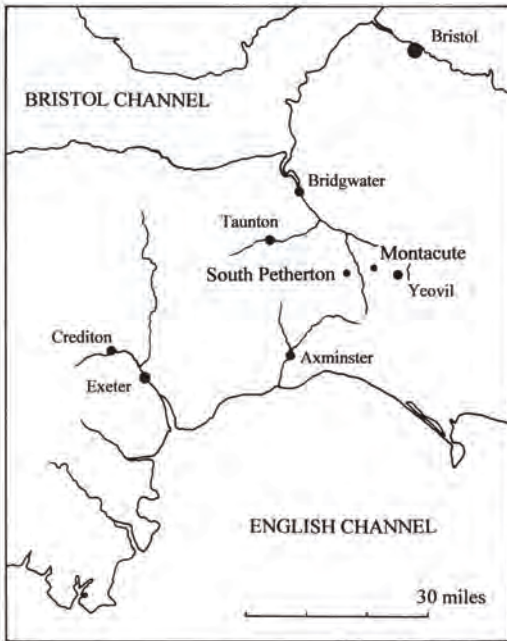 Bristol
BRISTOL CHANNEL
Bridgwater
Taunton
Montacute
South Petherton
Yeovil
Crediton
Axminster
Exeter
ENGLISH CHANNEL
30 miles